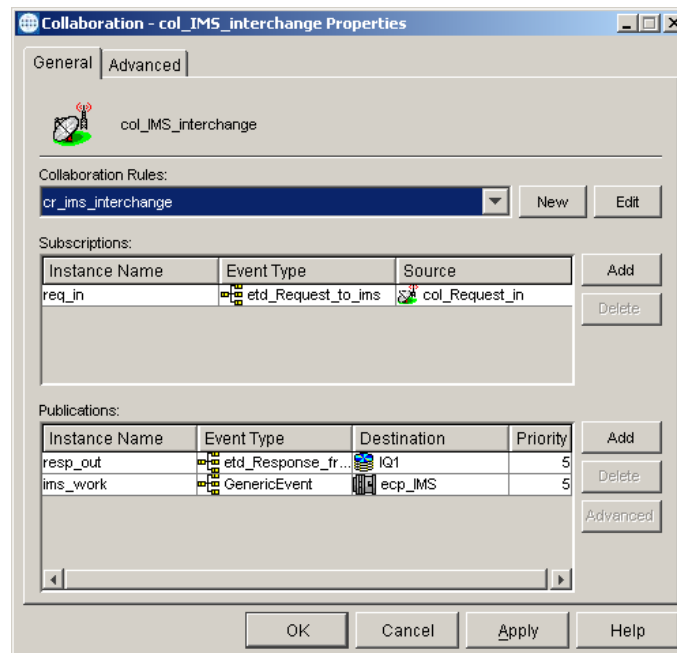 Collaboration - col_IMS_interchange Properties
General Advanced
col_IMS_interchange
Collaboration Rules:
cr_ims_interchange New Edit
Subscriptions:
Instance Name Event Type Source Add
req_in etd_Request_to_ims col_Request_in
Delete
Publications:
Instance Name Event Type Destination Priority Add
resp_out etd_Response_fr... IQ1 5
Delete
ims_work GenericEvent ecp_IMS 5
Advanced
OK Cancel Apply Help